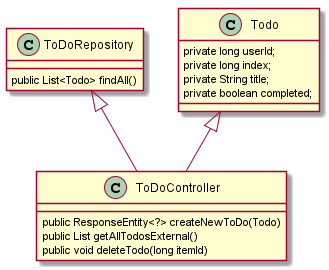 C ToDoRepository
public List<Todo> findAll()
C Todo
private long userId;
private long index;
private String title;
private boolean completed;
C ToDoController
public ResponseEntity<?> createNewToDo(Todo)
public List getAllTodosExternal()
public void deleteTodo(long itemId)